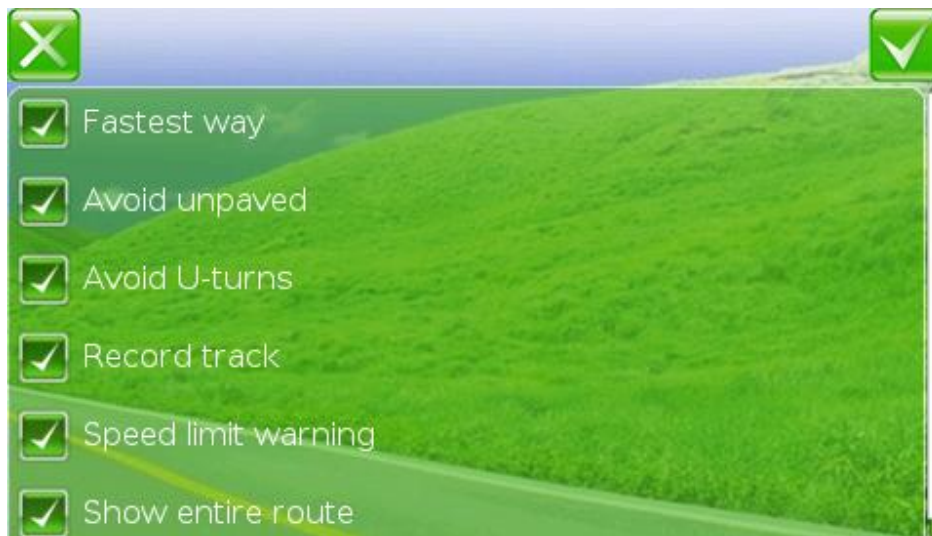 Fastest way
Avoid unpaved
Avoid U-turns
Record track
Speed limit warning
Show entire route